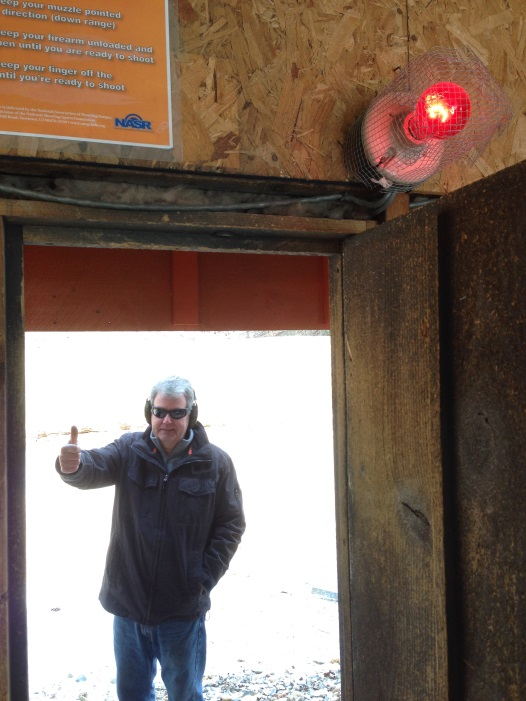 eep your muzzle pointed
direction (down range)
eep your firearm unloaded and
pen until you are ready to shoot
eep your finger off the
until you're ready to shoot
NASR